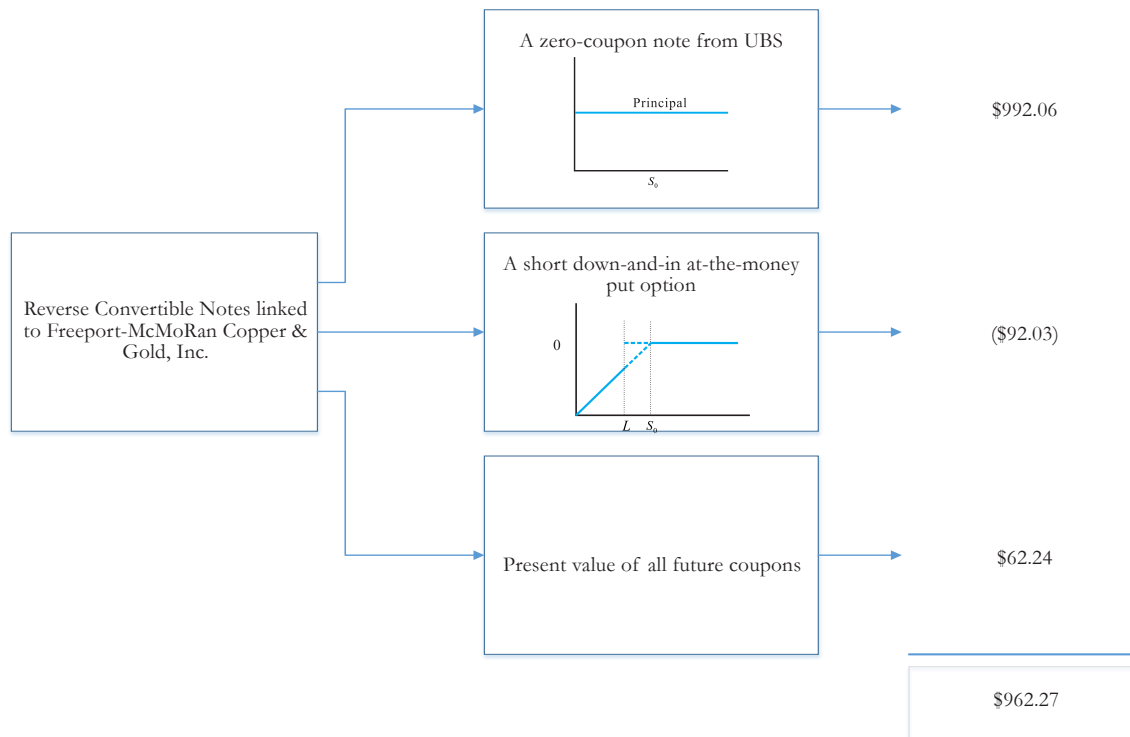 A zero-coupon note from UBS
Principal
S₀
$992.06
Reverse Convertible Notes linked
to Freeport-McMoRan Copper &
Gold, Inc.
A short down-and-in at-the-money
put option
0
L S₀
($92.03)
Present value of all future coupons
$62.24
$962.27